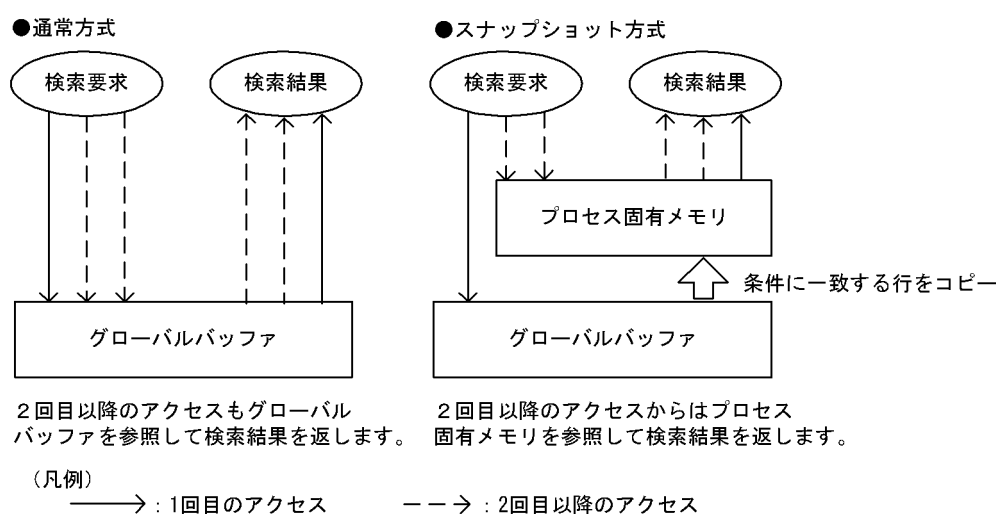 ●通常方式
検索要求
検索結果
グローバルバッファ
２回目以降のアクセスもグローバル
バッファを参照して検索結果を返します。
●スナップショット方式
検索要求
検索結果
プロセス固有メモリ
条件に一致する行をコピー
グローバルバッファ
２回目以降のアクセスからはプロセス
固有メモリを参照して検索結果を返します。
（凡例）
：1回目のアクセス
：2回目以降のアクセス